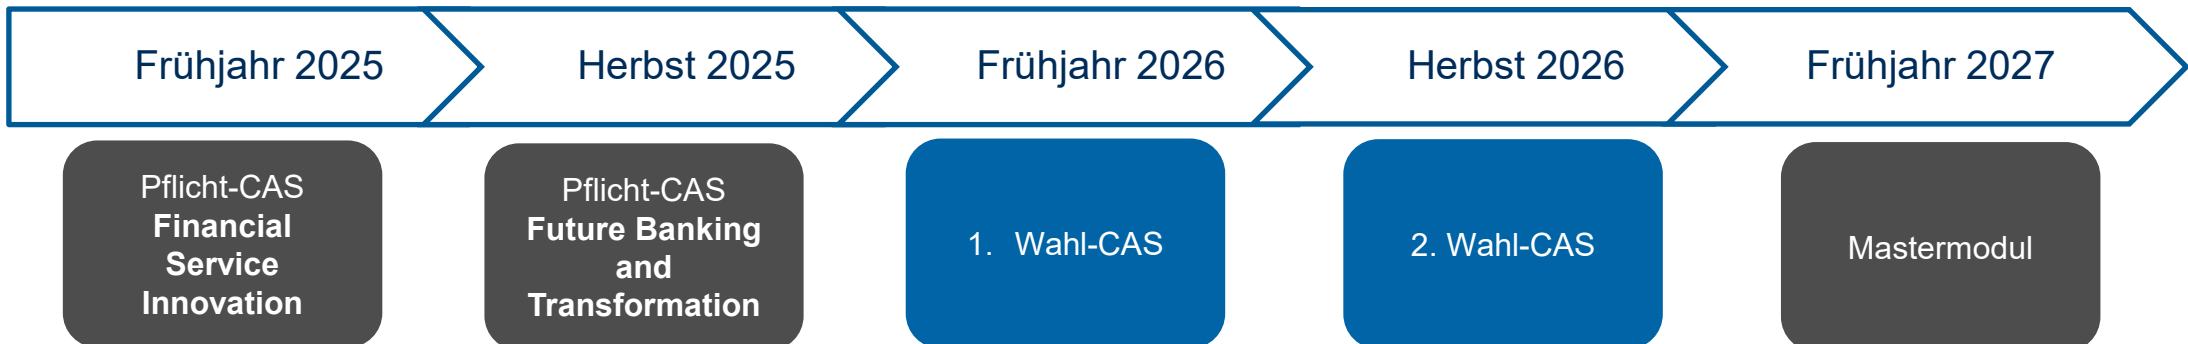 Frühjahr 2025
Herbst 2025
Frühjahr 2026
Herbst 2026
Frühjahr 2027
Pflicht-CAS
Financial
Service
Innovation
Pflicht-CAS
Future Banking
and
Transformation
1. Wahl-CAS
2. Wahl-CAS
Mastermodul